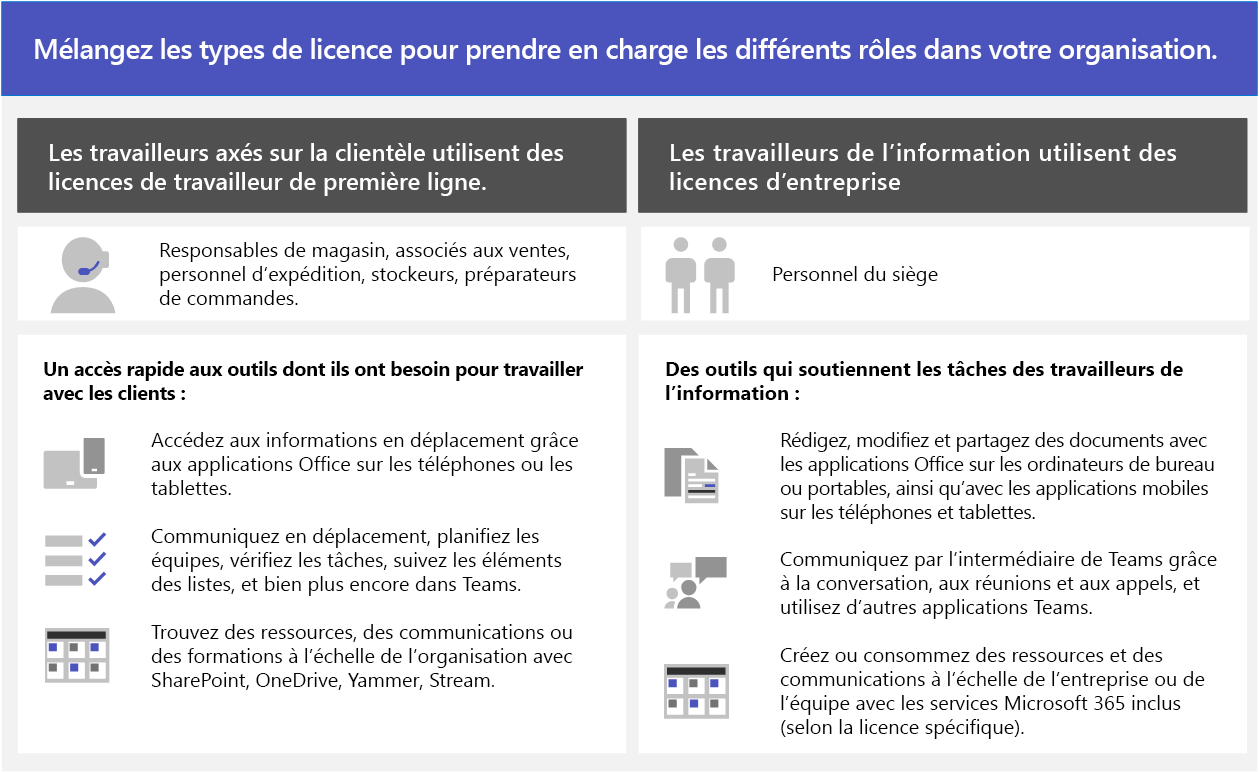 Mélangez les types de licence pour prendre en charge les différents rôles dans votre organisation.
Les travailleurs axés sur la clientèle utilisent des
licences de travailleur de première ligne.
Responsables de magasin, associés aux ventes,
personnel d’expédition, stockeurs, préparateurs
de commandes.
Un accès rapide aux outils dont ils ont besoin pour travailler
avec les clients :
Accédez aux informations en déplacement grâce
aux applications Office sur les téléphones ou les
tablettes.
Communiquez en déplacement, planifiez les
équipes, vérifiez les tâches, suivez les éléments
des listes, et bien plus encore dans Teams.
Trouvez des ressources, des communications ou
des formations à l’échelle de l’organisation avec
SharePoint, OneDrive, Yammer, Stream.
Les travailleurs de l’information utilisent des
licences d’entreprise
Personnel du siège
Des outils qui soutiennent les tâches des travailleurs de
l’information :
Rédigez, modifiez et partagez des documents avec
les applications Office sur les ordinateurs de bureau
ou portables, ainsi qu’avec les applications mobiles
sur les téléphones et tablettes.
Communiquez par l’intermédiaire de Teams grâce
à la conversation, aux réunions et aux appels, et
utilisez d’autres applications Teams.
Créez ou consommez des ressources et des
communications à l’échelle de l’entreprise ou de
l’équipe avec les services Microsoft 365 inclus
(selon la licence spécifique).